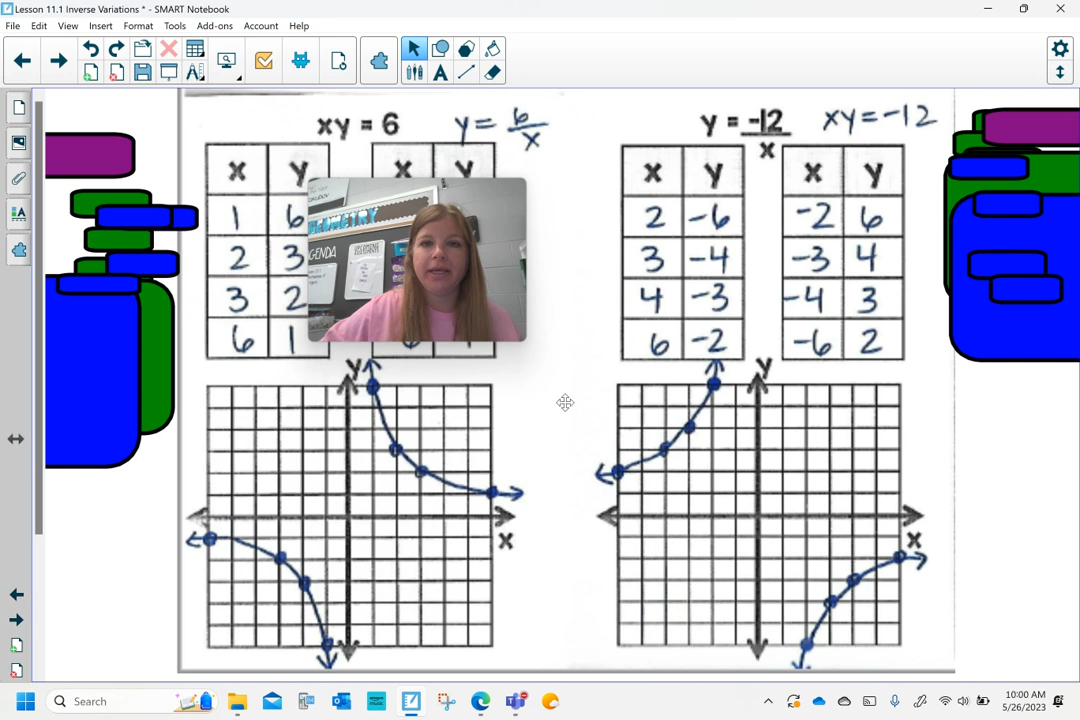 Lesson 11.1 Inverse Variations * - SMART Notebook
File Edit View Insert Format Tools Add-ons Account Help
xy = 6 y = 6/x
x y x y
1 6
2 3
3 2
6 1
GEOMETRY
AGENDA
y = -12/x xy = -12
x y x y
2 -6 -2 6
3 -4 -3 4
4 -3 -4 3
6 -2 -6 2
y
x
y
x
Search
10:00 AM
5/26/2023